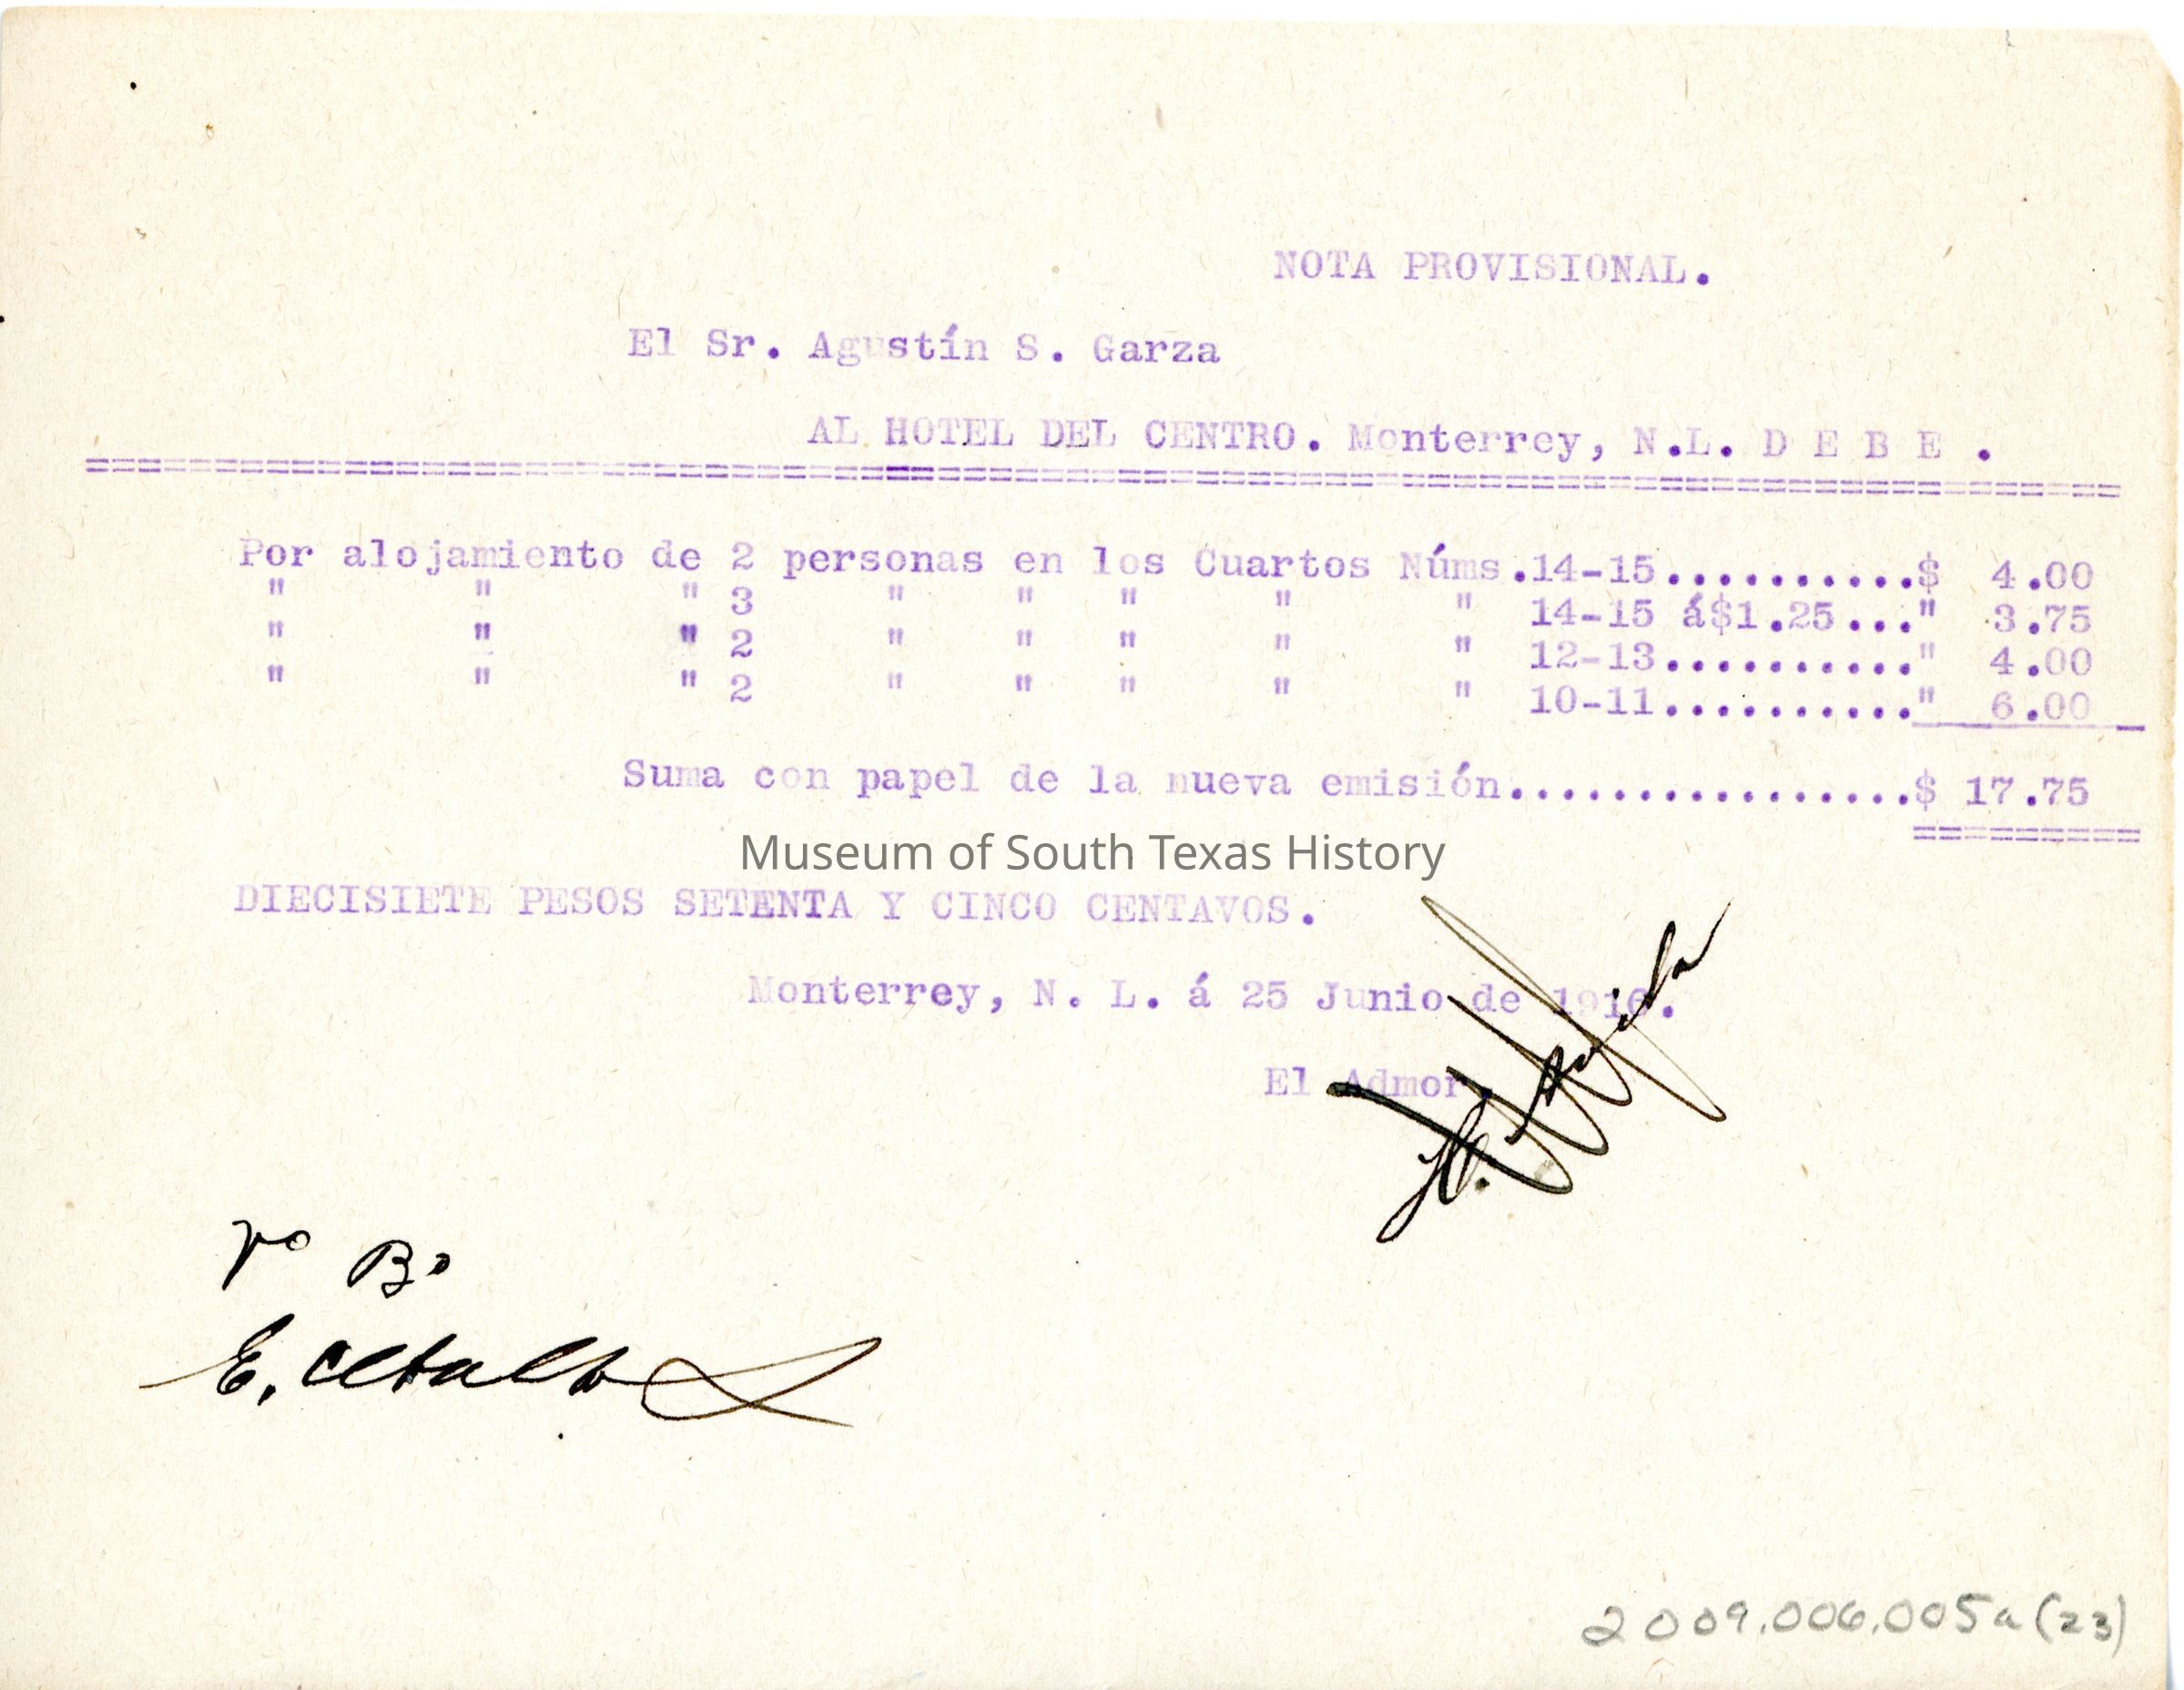 NOTA PROVISIONAL.
El Sr. Agustín S. Garza
AL HOTEL DEL CENTRO. Monterrey, N.L. D E B E .
Por alojamiento de 2 personas en los Cuartos Núms.14-15..........$ 4.00
" " " 3 " " " " " 14-15 á$1.25..." 3.75
" " " 2 " " " " " 12-13.........." 4.00
" " " 2 " " " " " 10-11.........." 6.00
Suma con papel de la nueva emisión................$ 17.75
Museum of South Texas History
DIECISIETE PESOS SETENTA Y CINCO CENTAVOS.
Monterrey, N. L. á 25 Junio de 1916.
El Admor.
Vo Bo
E.
2009.006.005a(23)